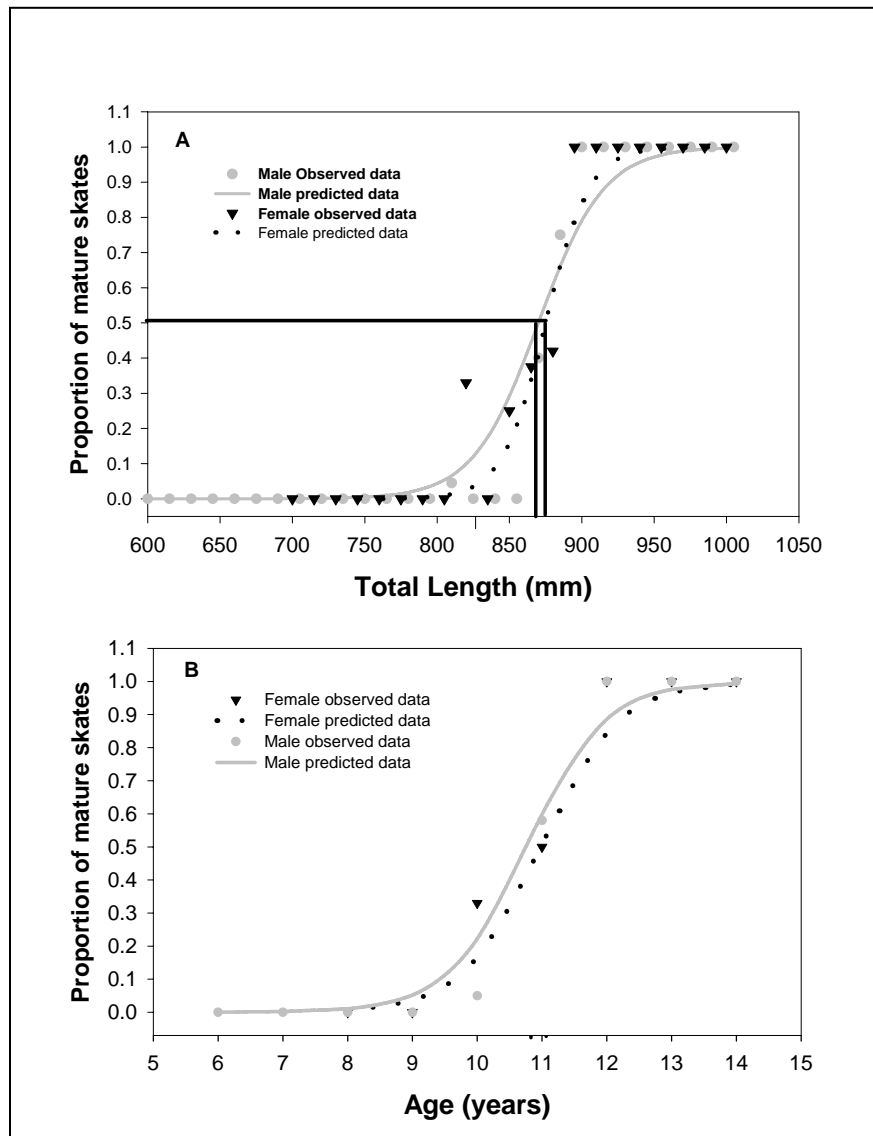 A
Male Observed data
Male predicted data
Female observed data
Female predicted data
Proportion of mature skates
1.1
1.0
0.9
0.8
0.7
0.6
0.5
0.4
0.3
0.2
0.1
0.0
600 650 700 750 800 850 900 950 1000 1050
Total Length (mm)
B
Female observed data
Female predicted data
Male observed data
Male predicted data
Proportion of mature skates
1.1
1.0
0.9
0.8
0.7
0.6
0.5
0.4
0.3
0.2
0.1
0.0
5 6 7 8 9 10 11 12 13 14 15
Age (years)